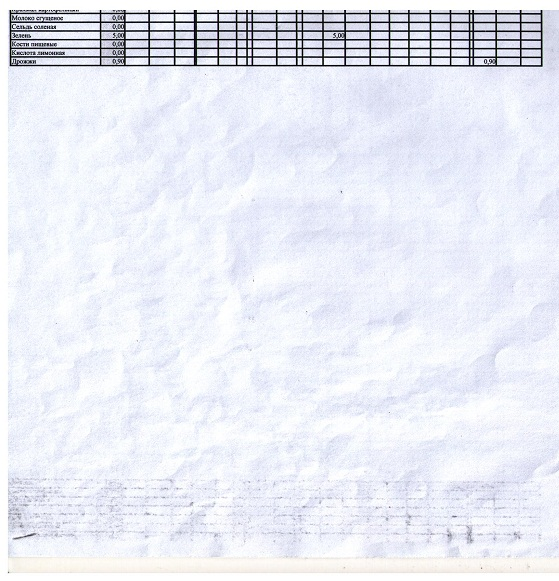 Молоко сгущеное 0,00
Сельдь соленая 0,00
Зелень 5,00 5,00
Кости пищевые 0,00
Кислота лимонная 0,00
Дрожжи 0,90 0,90